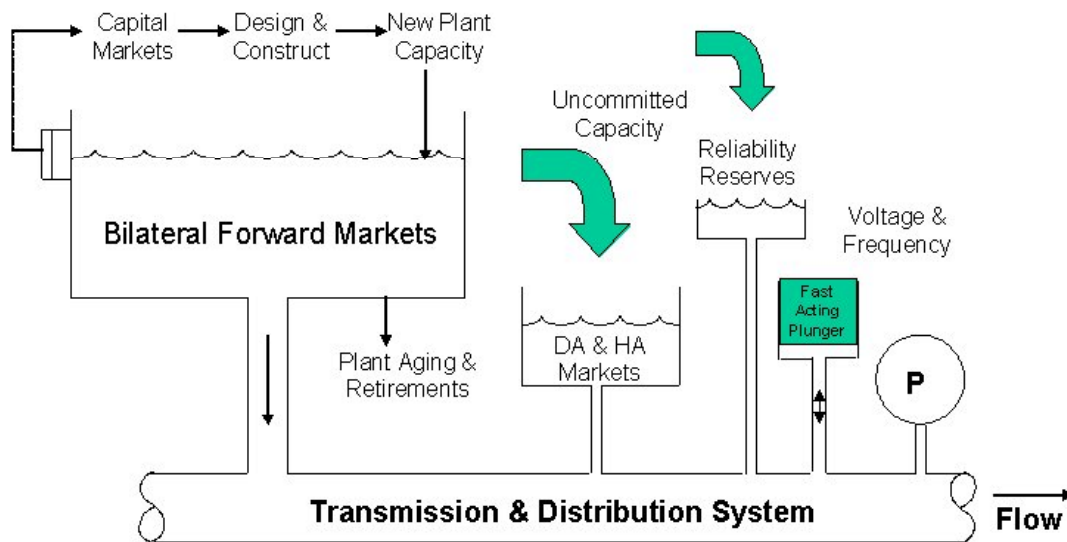 Capital
Markets
Design &
Construct
New Plant
Capacity
Uncommitted
Capacity
Reliability
Reserves
Bilateral Forward Markets
Voltage &
Frequency
Fast
Acting
Plunger
DA & HA
Markets
Plant Aging &
Retirements
P
Transmission & Distribution System
Flow